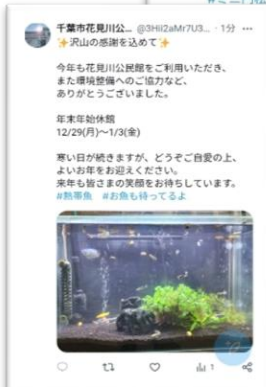 千葉市花見川公... @3Hii2aMr7U3... · 1分
✨沢山の感謝を込めて✨
今年も花見川公民館をご利用いただき、
また環境整備へのご協力など、
ありがとうございました。
年末年始休館
12/29(月)〜1/3(金)
寒い日が続きますが、どうぞご自愛の上、
よいお年をお迎えください。
来年も皆さまの笑顔をお待ちしています。
#熱帯魚 #お魚も待ってるよ
1